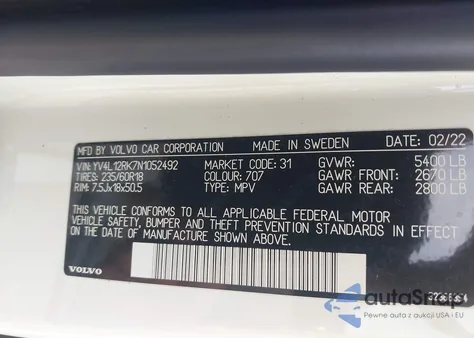 MFD BY VOLVO CAR CORPORATION MADE IN SWEDEN DATE: 02/22
VIN: YV4L12RK7N1052492 MARKET CODE: 31 GVWR: 5400 LB
TIRES: 235/60R18 COLOUR: 707 GAWR FRONT: 2670 LB
RIM: 7.5Jx18x50.5 TYPE: MPV GAWR REAR: 2800 LB
THIS VEHICLE CONFORMS TO ALL APPLICABLE FEDERAL MOTOR
VEHICLE SAFETY, BUMPER AND THEFT PREVENTION STANDARDS IN EFFECT
ON THE DATE OF MANUFACTURE SHOWN ABOVE.
VOLVO
autaSnap
Pewne auta z aukcji USA i EU